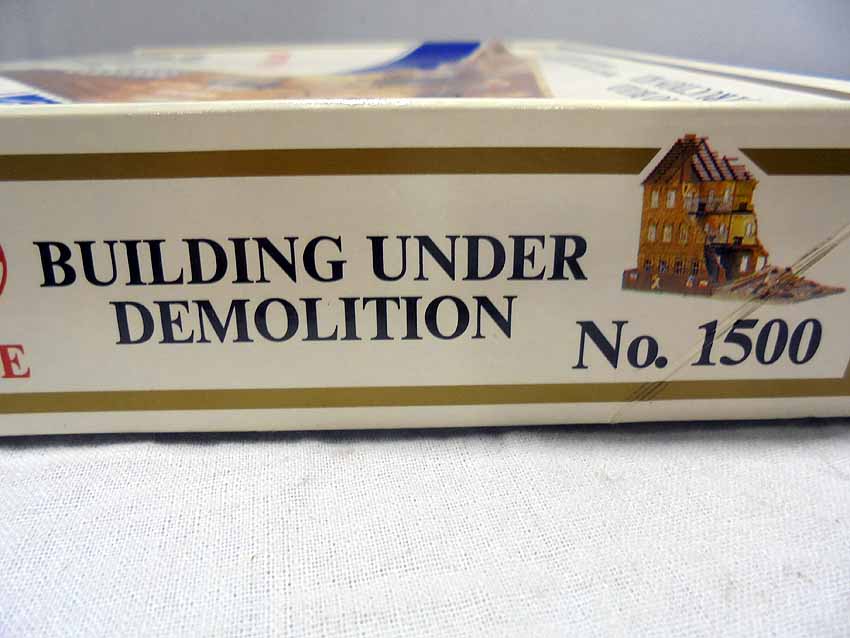 BUILDING UNDER
DEMOLITION
No. 1500
E